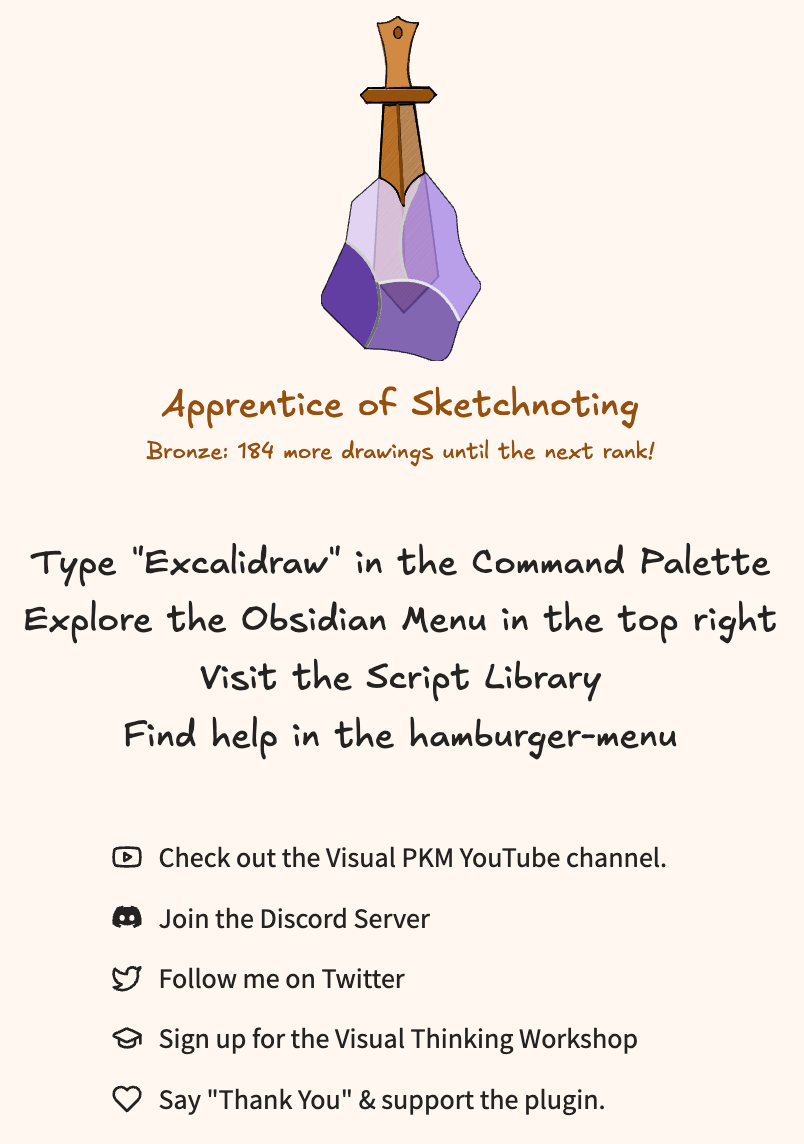 Apprentice of Sketchnoting
Bronze: 184 more drawings until the next rank!
Type "Excalidraw" in the Command Palette
Explore the Obsidian Menu in the top right
Visit the Script Library
Find help in the hamburger-menu
Check out the Visual PKM YouTube channel.
Join the Discord Server
Follow me on Twitter
Sign up for the Visual Thinking Workshop
Say "Thank You" & support the plugin.